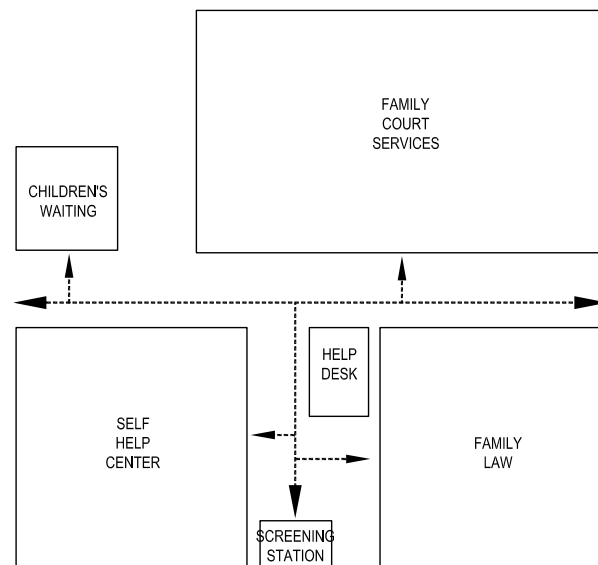 FAMILY
COURT
SERVICES
CHILDREN'S
WAITING
HELP
DESK
SELF
HELP
CENTER
FAMILY
LAW
SCREENING
STATION